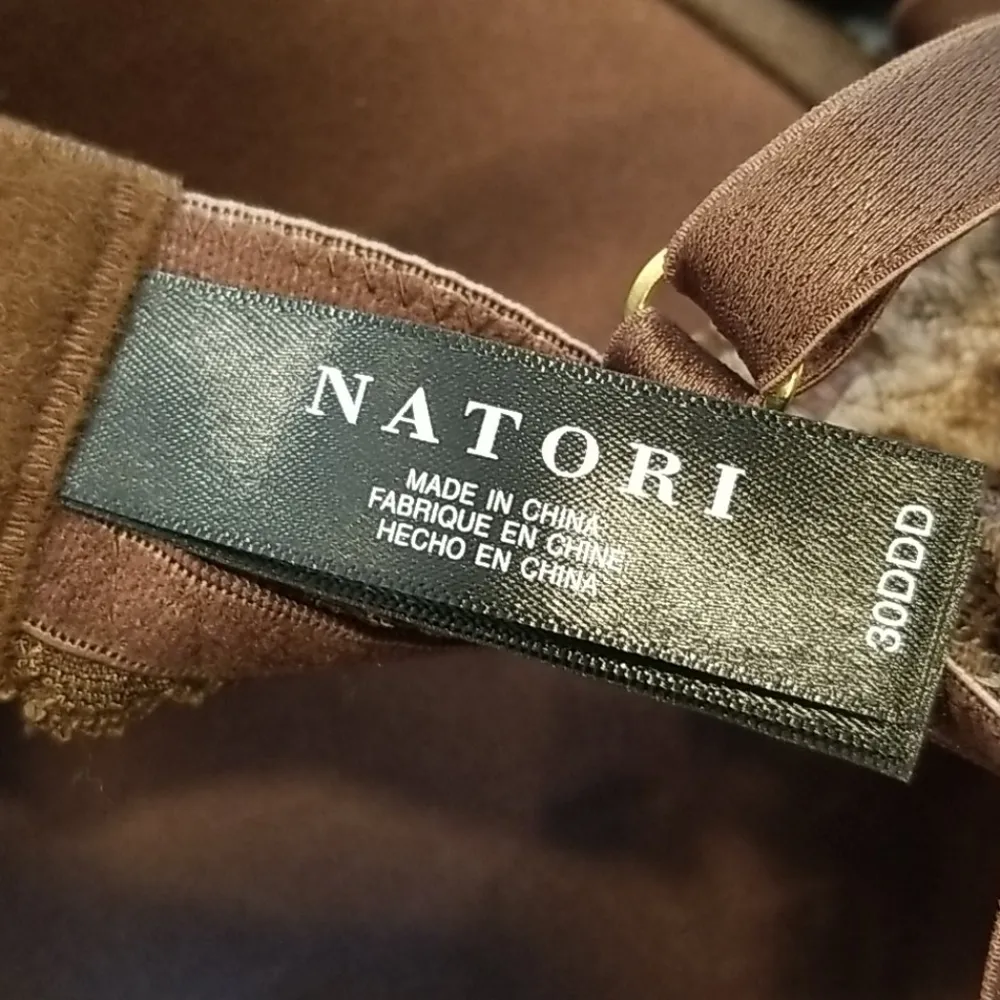 NATORI
MADE IN CHINA
FABRIQUE EN CHINE
HECHO EN CHINA
30DDD